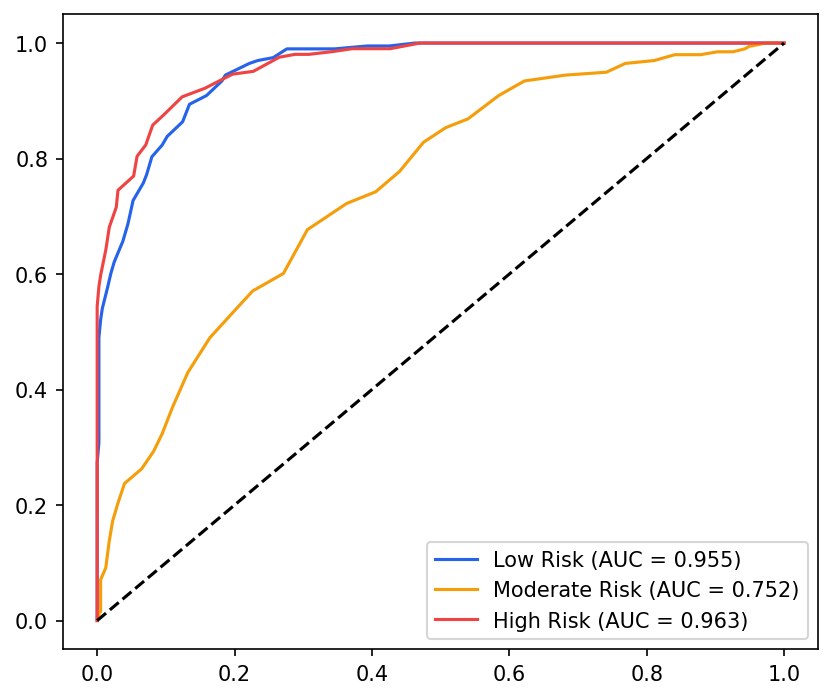 1.0
0.8
0.6
0.4
0.2
0.0
Low Risk (AUC = 0.955)
Moderate Risk (AUC = 0.752)
High Risk (AUC = 0.963)
0.0 0.2 0.4 0.6 0.8 1.0